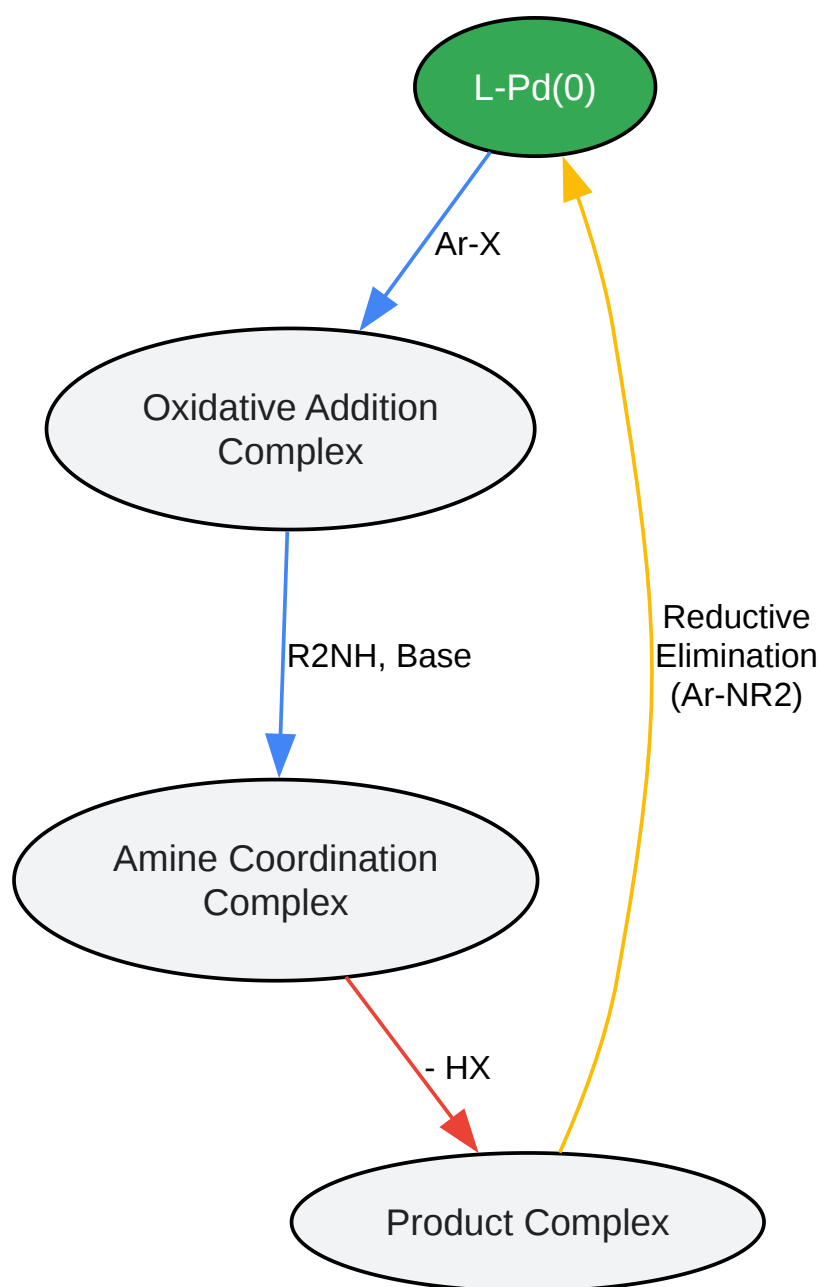 L-Pd(0)
Ar-X
Oxidative Addition
Complex
R2NH, Base
Reductive
Elimination
(Ar-NR2)
Amine Coordination
Complex
- HX
Product Complex